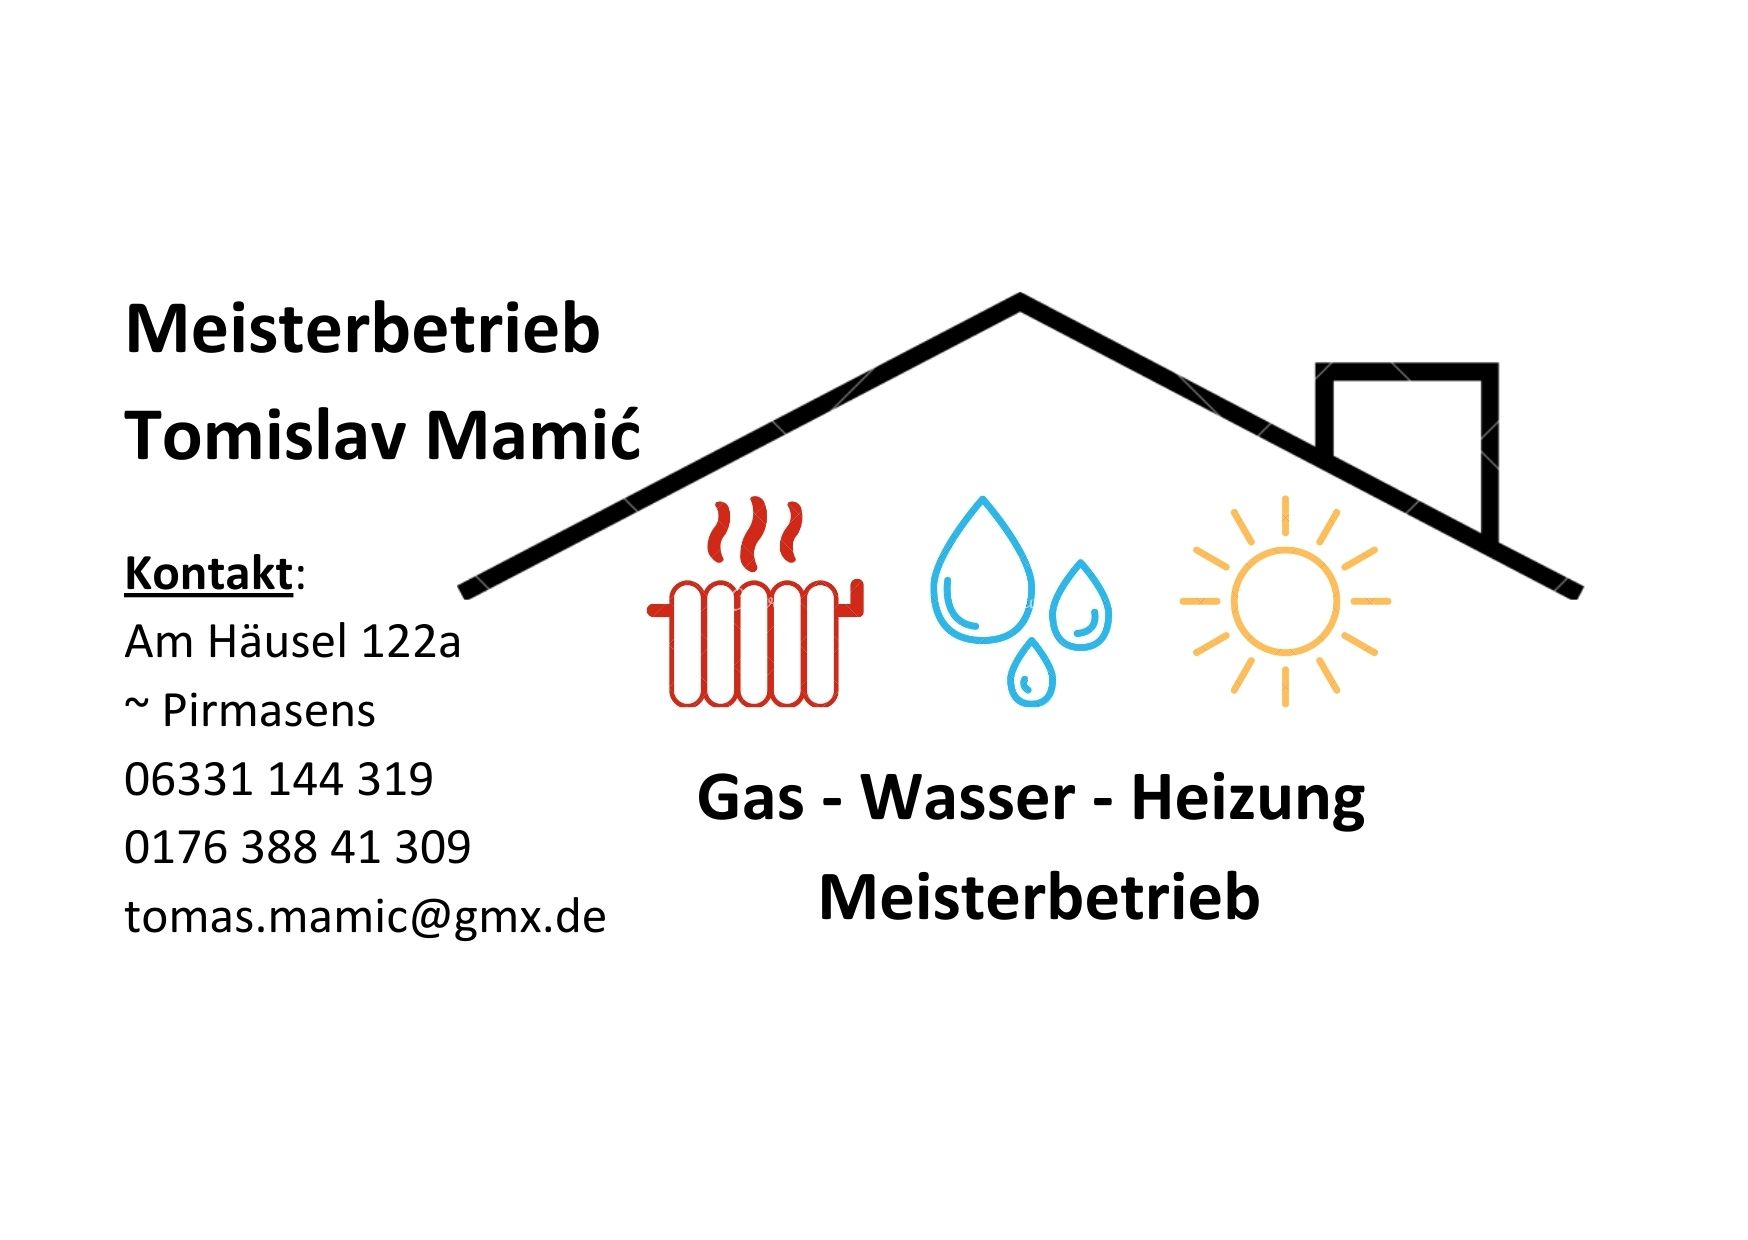 Meisterbetrieb
Tomislav Mamić
Kontakt:
Am Häusel 122a
~ Pirmasens
06331 144 319
0176 388 41 309
tomas.mamic@gmx.de
Gas - Wasser - Heizung
Meisterbetrieb